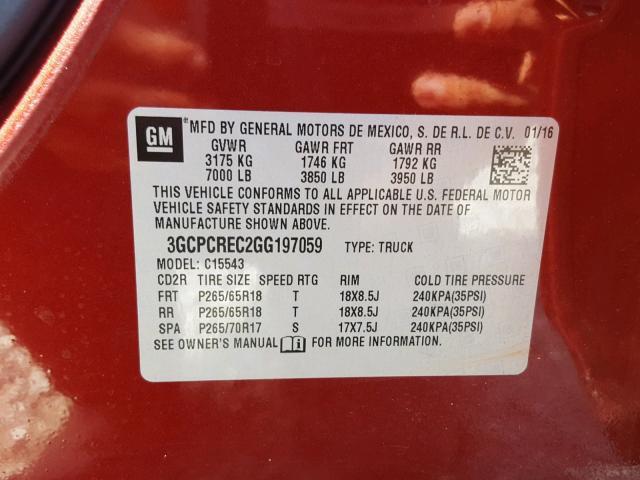 GM ® MFD BY GENERAL MOTORS DE MEXICO, S. DE R.L. DE C.V. 01/16
GVWR GAWR FRT GAWR RR
3175 KG 1746 KG 1792 KG
7000 LB 3850 LB 3950 LB
THIS VEHICLE CONFORMS TO ALL APPLICABLE U.S. FEDERAL MOTOR
VEHICLE SAFETY STANDARDS IN EFFECT ON THE DATE OF
MANUFACTURE SHOWN ABOVE.
3GCPCREC2GG197059 TYPE: TRUCK
MODEL: C15543
CD2R TIRE SIZE SPEED RTG RIM COLD TIRE PRESSURE
FRT P265/65R18 T 18X8.5J 240KPA(35PSI)
RR P265/65R18 T 18X8.5J 240KPA(35PSI)
SPA P265/70R17 S 17X7.5J 240KPA(35PSI)
SEE OWNER'S MANUAL FOR MORE INFORMATION.